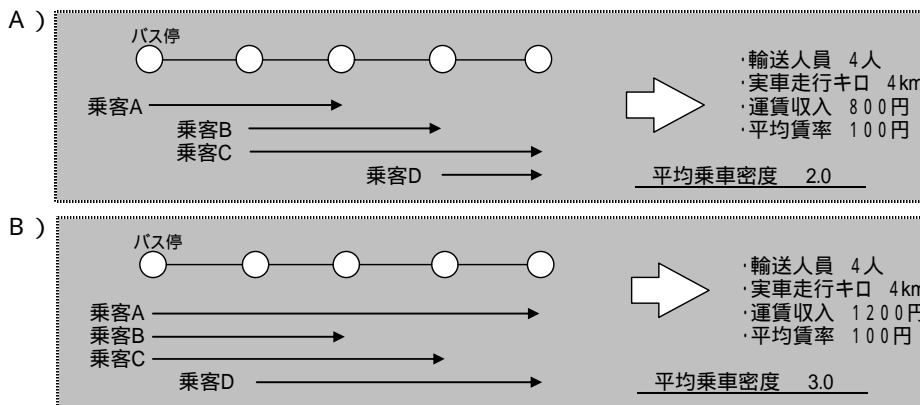 A )
バス停
乗客A
乗客B
乗客C
乗客D
・輸送人員 4人
・実車走行キロ 4km
・運賃収入 800円
・平均賃率 100円
平均乗車密度 2.0
B )
バス停
乗客A
乗客B
乗客C
乗客D
・輸送人員 4人
・実車走行キロ 4km
・運賃収入 1200円
・平均賃率 100円
平均乗車密度 3.0